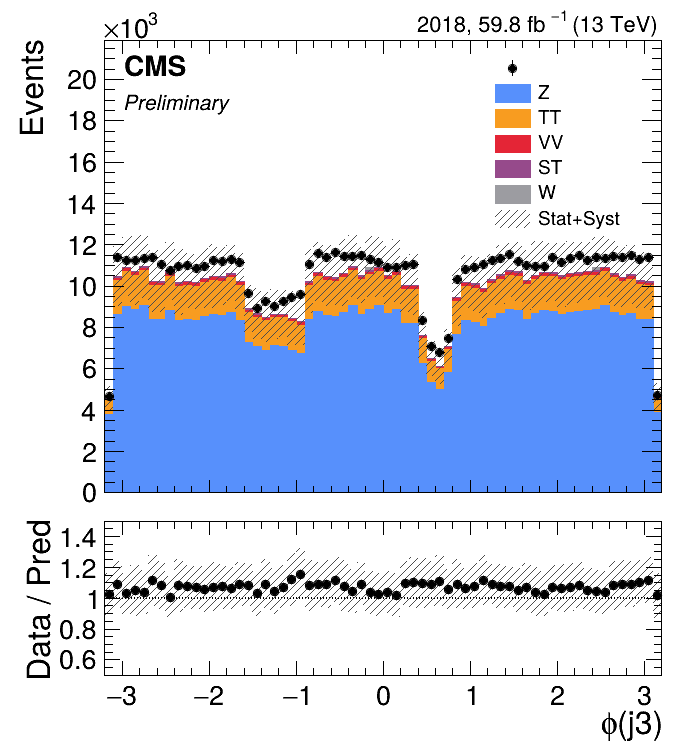 ×10³
2018, 59.8 fb⁻¹ (13 TeV)
Events
CMS
Preliminary
Z
TT
VV
ST
W
Stat+Syst
20
18
16
14
12
10
8
6
4
2
0
Data / Pred
1.4
1.2
1
0.8
0.6
−3 −2 −1 0 1 2 3
ϕ(j3)